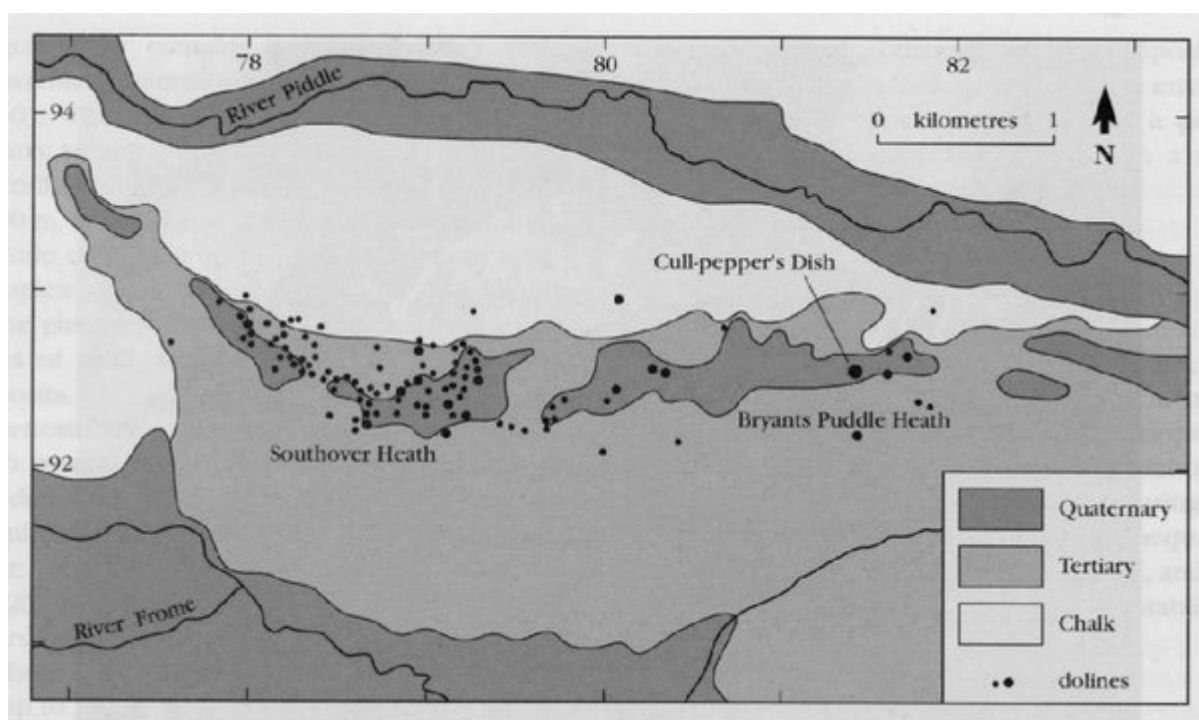 78
80
82
94
92
River Piddle
0 kilometres 1
N
Cull-pepper's Dish
Southover Heath
Bryants Puddle Heath
River Frome
Quaternary
Tertiary
Chalk
dolines